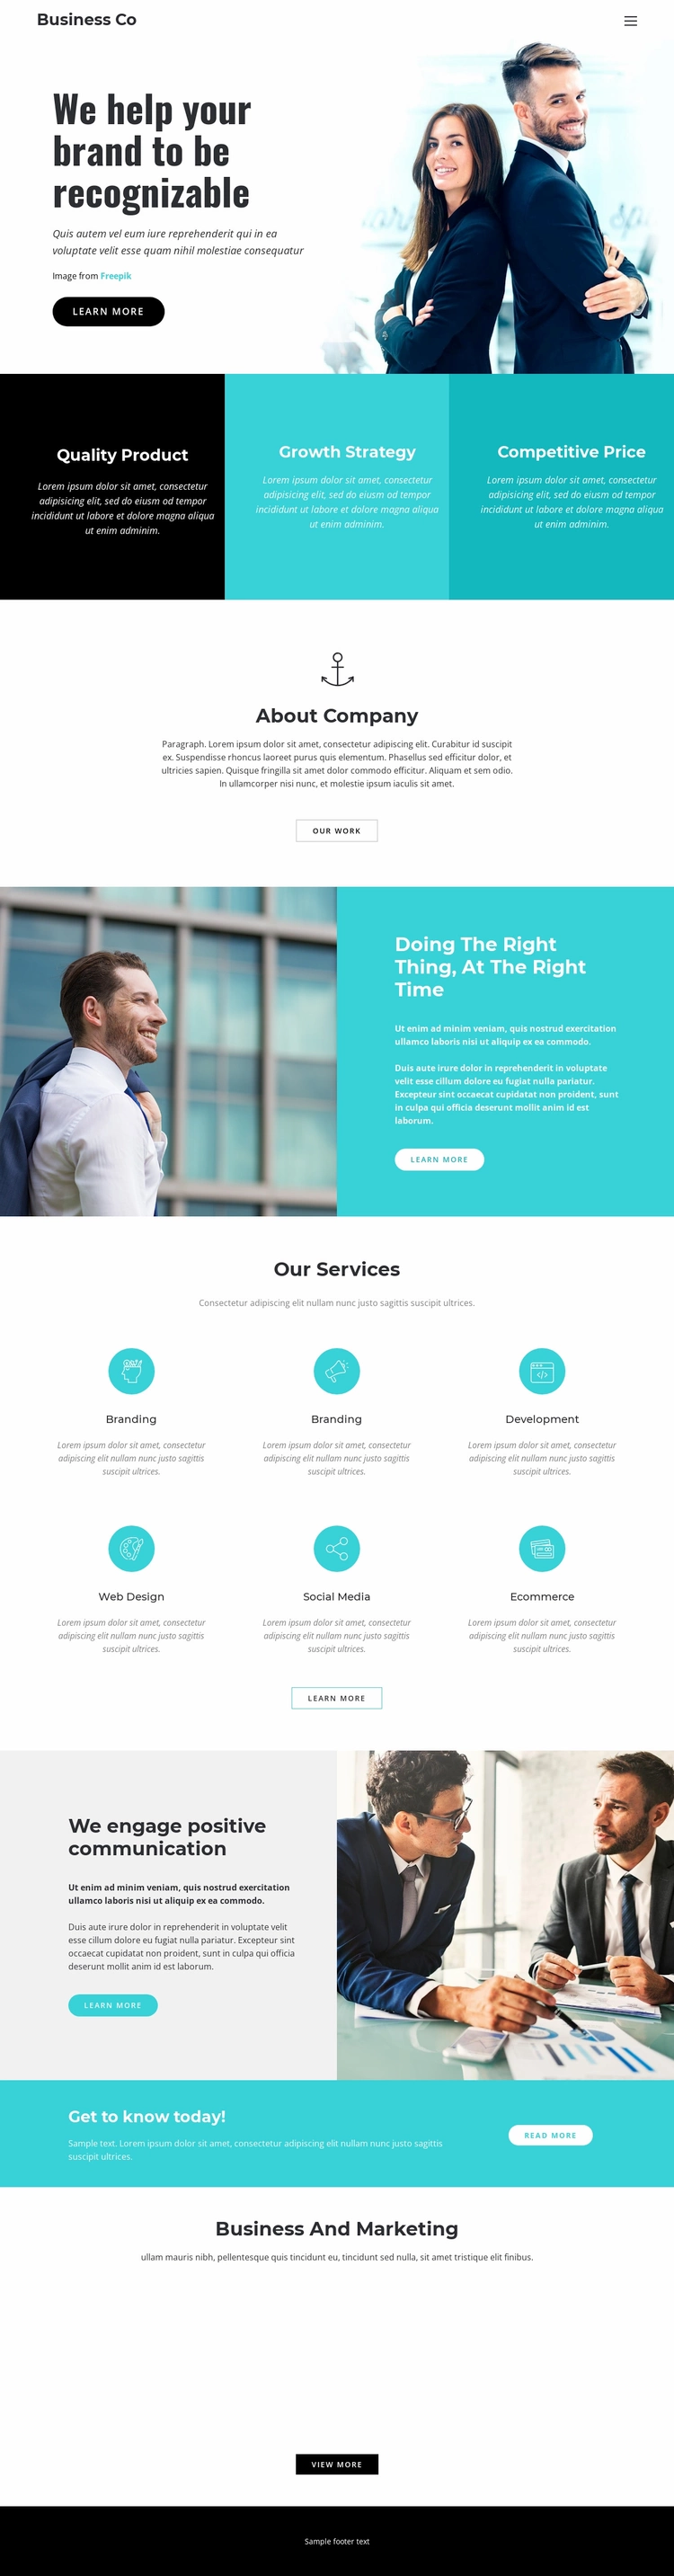 Business Co
We help your
brand to be
recognizable
Quis autem vel eum iure reprehenderit qui in ea
voluptate velit esse quam nihil molestiae consequatur
Image from Freepik
LEARN MORE
Quality Product
Lorem ipsum dolor sit amet, consectetur
adipisicing elit, sed do eiusm od tempor
incididunt ut labore et dolore magna aliqua
ut enim adminim.
Growth Strategy
Lorem ipsum dolor sit amet, consectetur
adipisicing elit, sed do eiusm od tempor
incididunt ut labore et dolore magna aliqua
ut enim adminim.
Competitive Price
Lorem ipsum dolor sit amet, consectetur
adipisicing elit, sed do eiusm od tempor
incididunt ut labore et dolore magna aliqua
ut enim adminim.
About Company
Paragraph. Lorem ipsum dolor sit amet, consectetur adipiscing elit. Curabitur id suscipit
ex. Suspendisse rhoncus laoreet purus quis elementum. Phasellus sed efficitur dolor, et
ultricies sapien. Quisque fringilla sit amet dolor commodo efficitur. Aliquam et sem odio.
In ullamcorper nisi nunc, et molestie ipsum iaculis sit amet.
OUR WORK
Doing The Right
Thing, At The Right
Time
Ut enim ad minim veniam, quis nostrud exercitation
ullamco laboris nisi ut aliquip ex ea commodo.
Duis aute irure dolor in reprehenderit in voluptate
velit esse cillum dolore eu fugiat nulla pariatur.
Excepteur sint occaecat cupidatat non proident, sunt
in culpa qui officia deserunt mollit anim id est
laborum.
LEARN MORE
Our Services
Consectetur adipiscing elit nullam nunc justo sagittis suscipit ultrices.
Branding
Lorem ipsum dolor sit amet, consectetur
adipiscing elit nullam nunc justo sagittis
suscipit ultrices.
Branding
Lorem ipsum dolor sit amet, consectetur
adipiscing elit nullam nunc justo sagittis
suscipit ultrices.
Development
Lorem ipsum dolor sit amet, consectetur
adipiscing elit nullam nunc justo sagittis
suscipit ultrices.
Web Design
Lorem ipsum dolor sit amet, consectetur
adipiscing elit nullam nunc justo sagittis
suscipit ultrices.
Social Media
Lorem ipsum dolor sit amet, consectetur
adipiscing elit nullam nunc justo sagittis
suscipit ultrices.
Ecommerce
Lorem ipsum dolor sit amet, consectetur
adipiscing elit nullam nunc justo sagittis
suscipit ultrices.
LEARN MORE
We engage positive
communication
Ut enim ad minim veniam, quis nostrud exercitation
ullamco laboris nisi ut aliquip ex ea commodo.
Duis aute irure dolor in reprehenderit in voluptate velit
esse cillum dolore eu fugiat nulla pariatur. Excepteur sint
occaecat cupidatat non proident, sunt in culpa qui officia
deserunt mollit anim id est laborum.
LEARN MORE
Get to know today!
Sample text. Lorem ipsum dolor sit amet, consectetur adipiscing elit nullam nunc justo sagittis
suscipit ultrices.
READ MORE
Business And Marketing
ullam mauris nibh, pellentesque quis tincidunt eu, tincidunt sed nulla, sit amet tristique elit finibus.
VIEW MORE
Sample footer text